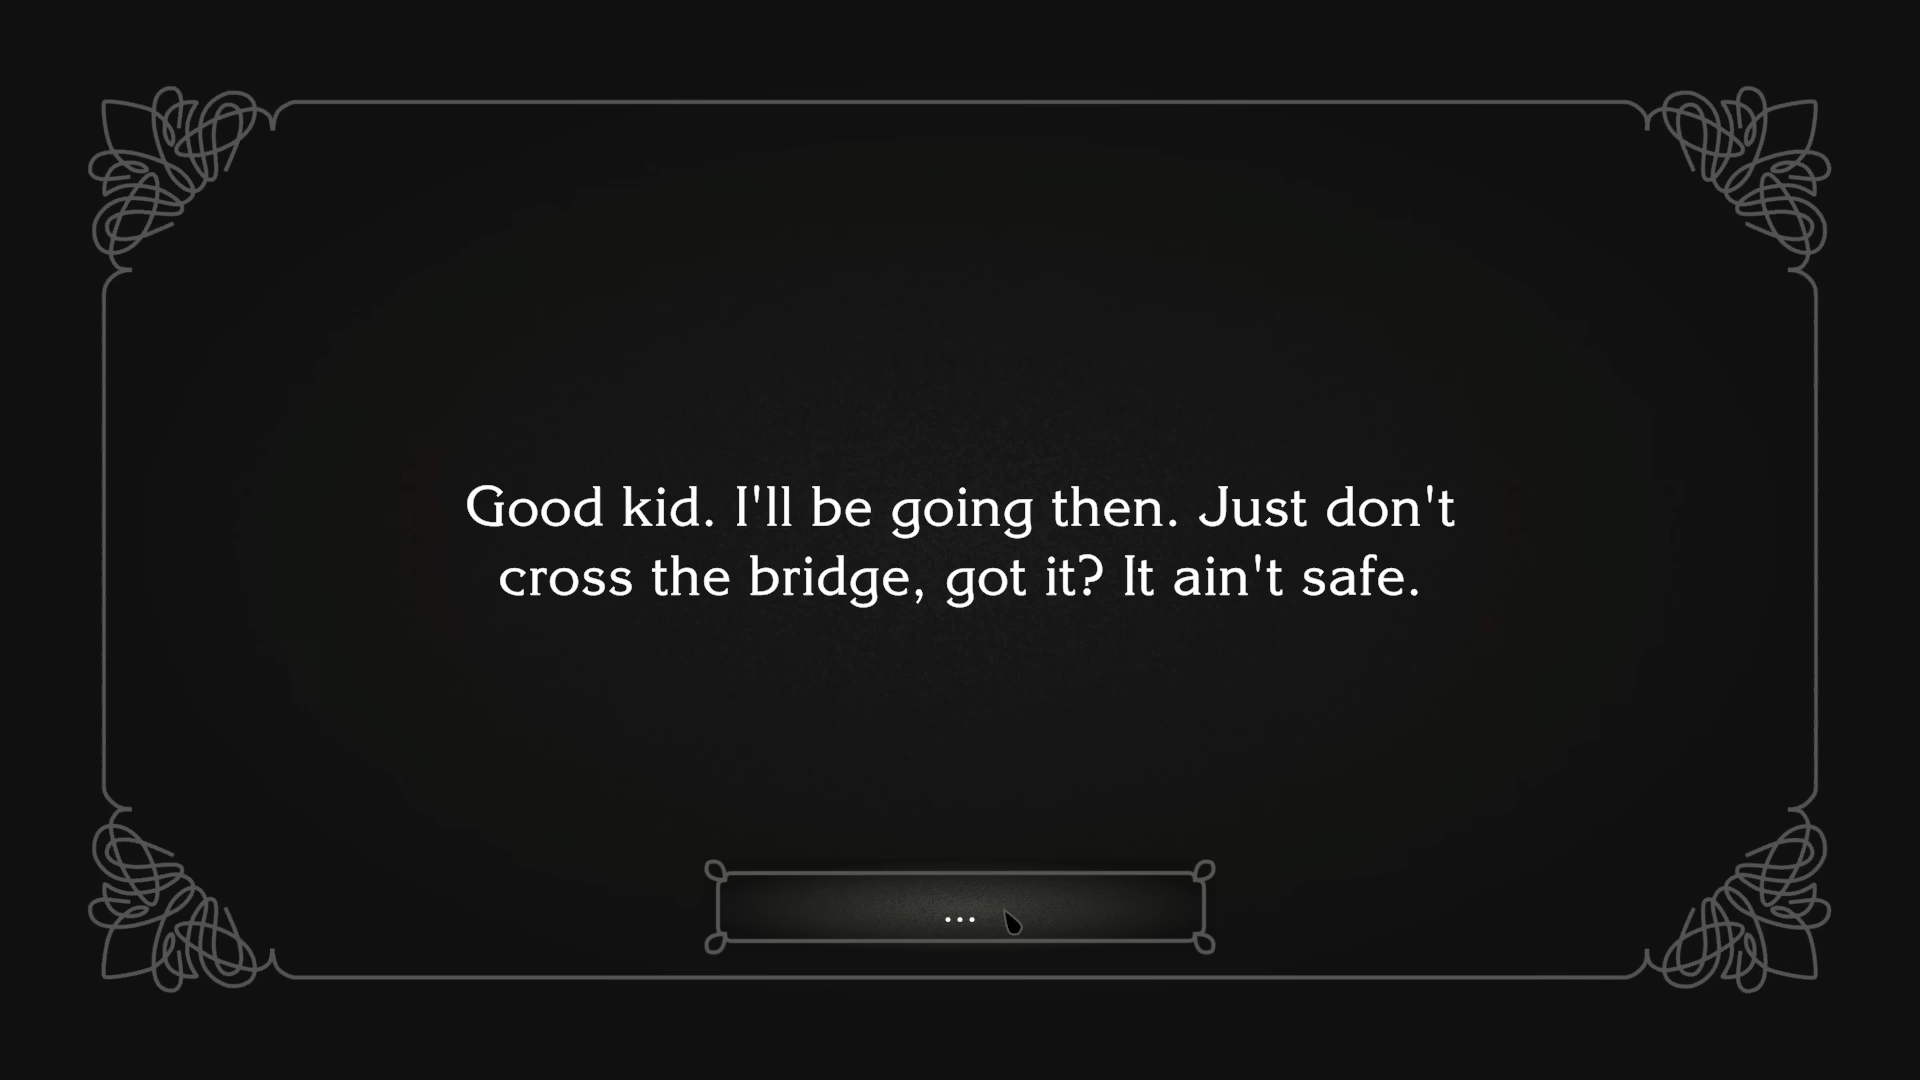 Good kid. I'll be going then. Just don't
cross the bridge, got it? It ain't safe.
...